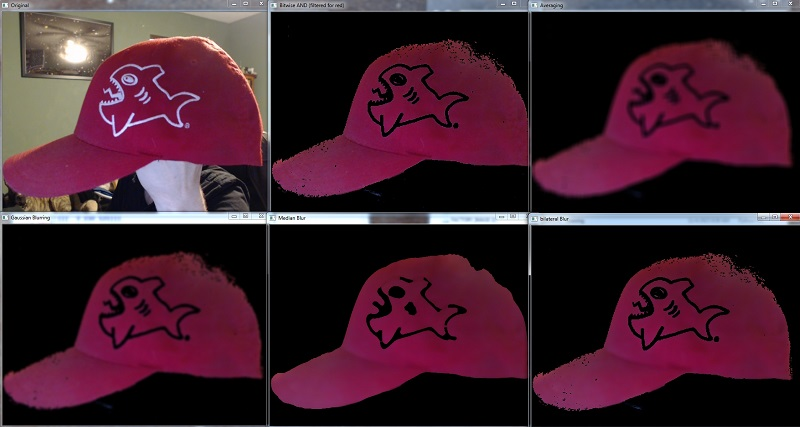 Original
Bitwise AND (filtered for red)
Averaging
Gaussian Blurring
Median Blur
bilateral Blur